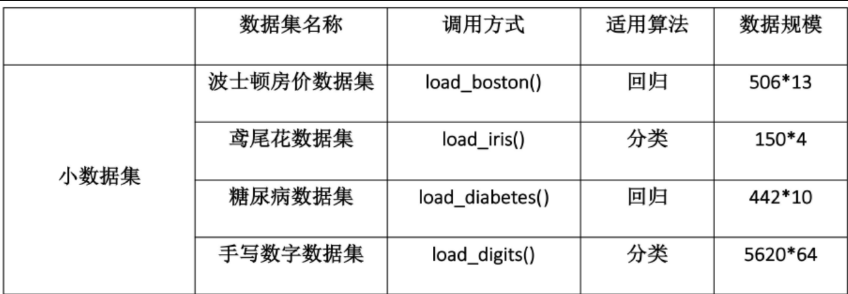 数据集名称 调用方式 适用算法 数据规模
小数据集
波士顿房价数据集 load_boston() 回归 506*13
鸢尾花数据集 load_iris() 分类 150*4
糖尿病数据集 load_diabetes() 回归 442*10
手写数字数据集 load_digits() 分类 5620*64